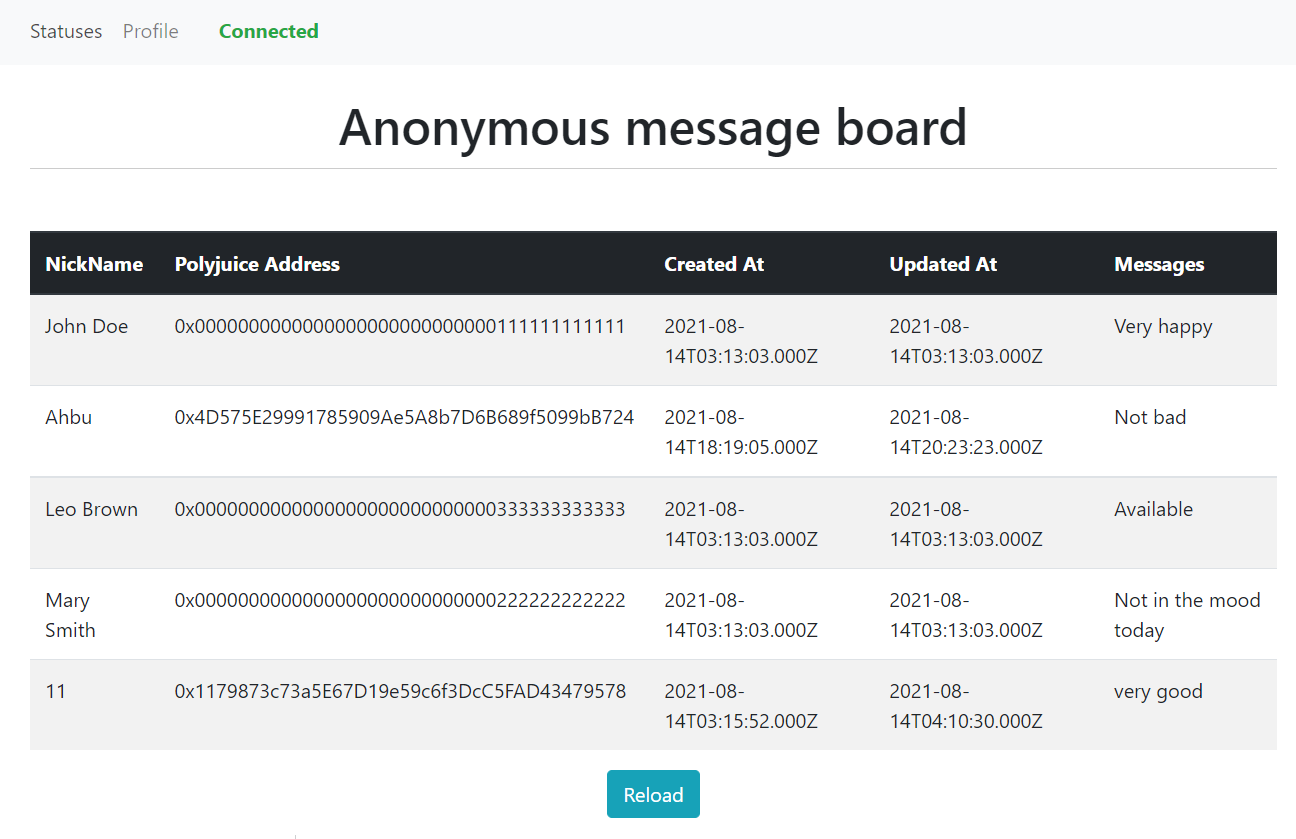 Statuses Profile Connected
Anonymous message board
NickName Polyjuice Address Created At Updated At Messages
John Doe 0x0000000000000000000000000000111111111111 2021-08- 2021-08- Very happy
14T03:13:03.000Z 14T03:13:03.000Z
Ahbu 0x4D575E29991785909Ae5A8b7D6B689f5099bB724 2021-08- 2021-08- Not bad
14T18:19:05.000Z 14T20:23:23.000Z
Leo Brown 0x0000000000000000000000000000333333333333 2021-08- 2021-08- Available
14T03:13:03.000Z 14T03:13:03.000Z
Mary 0x0000000000000000000000000000222222222222 2021-08- 2021-08- Not in the mood
Smith 14T03:13:03.000Z 14T03:13:03.000Z today
11 0x1179873c73a5E67D19e59c6f3DcC5FAD43479578 2021-08- 2021-08- very good
14T03:15:52.000Z 14T04:10:30.000Z
Reload